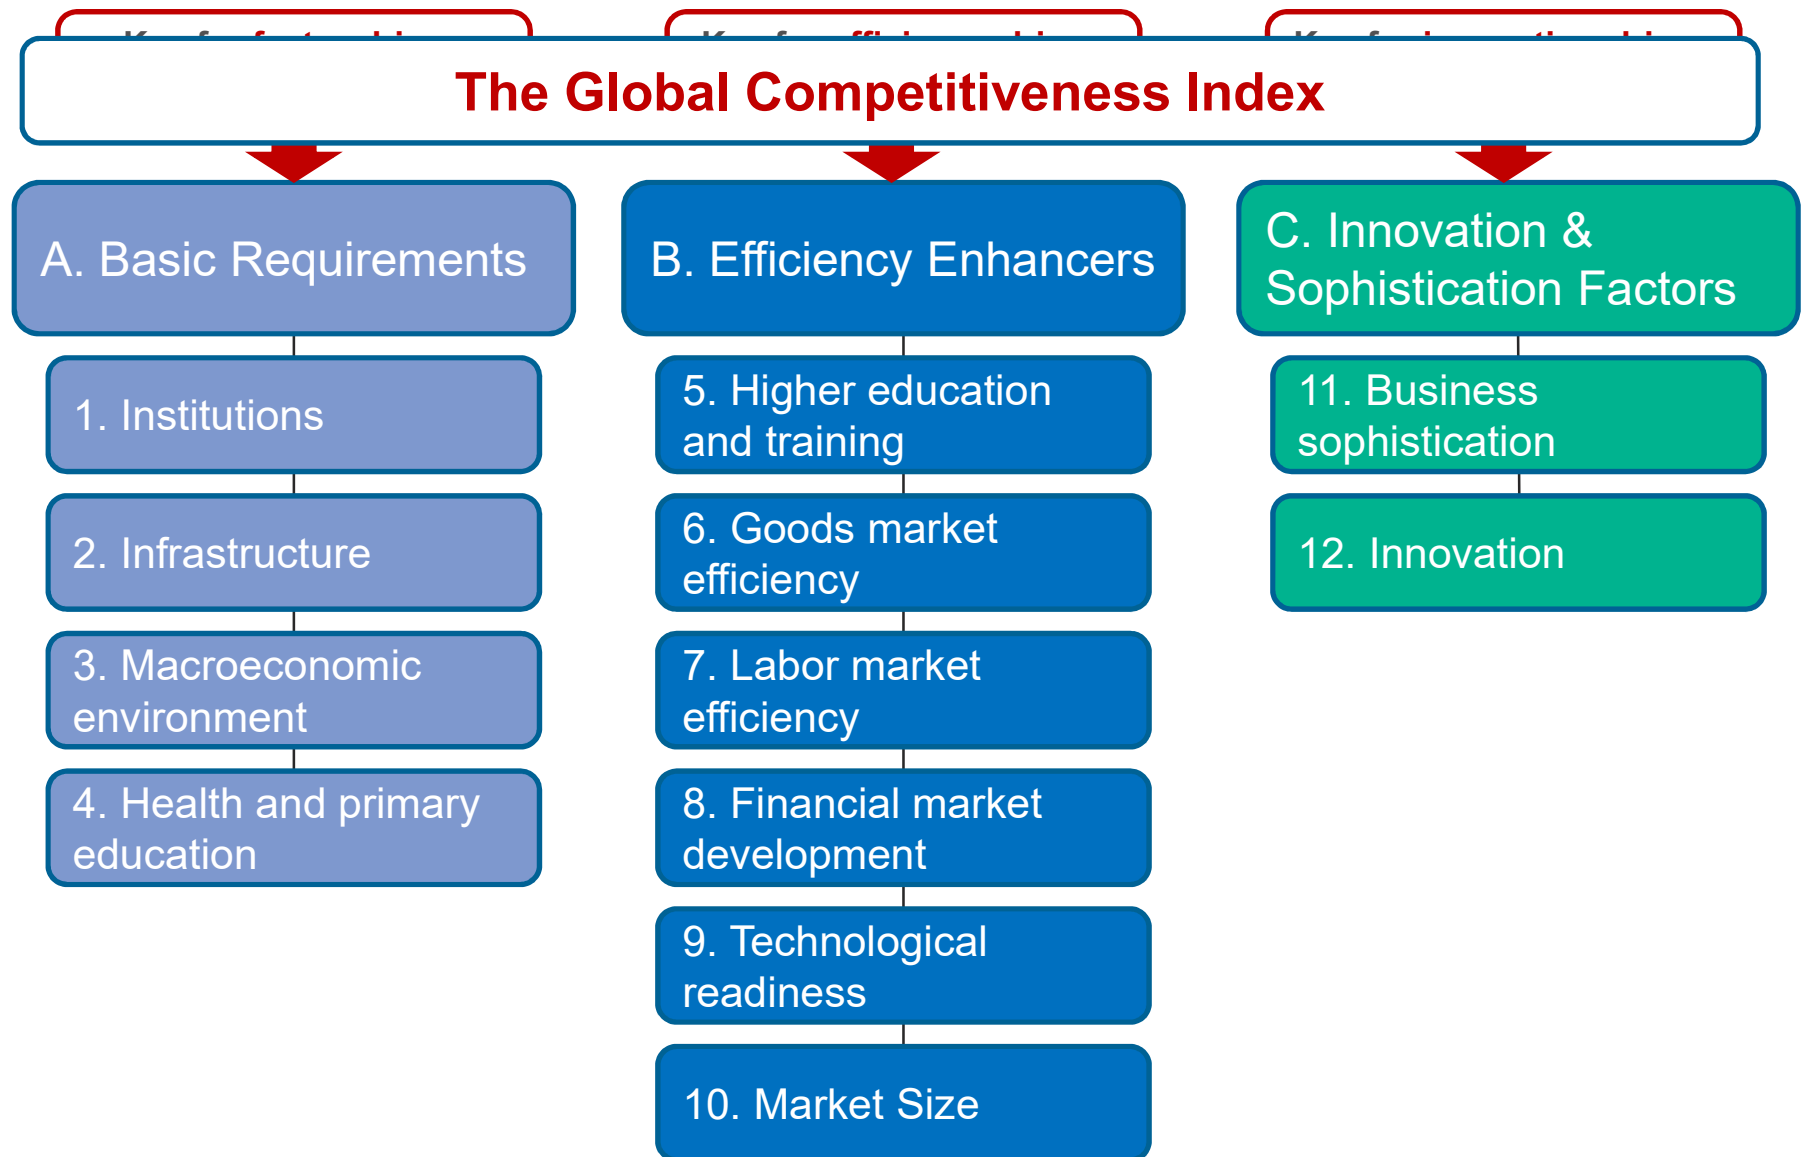 The Global Competitiveness Index
A. Basic Requirements
1. Institutions
2. Infrastructure
3. Macroeconomic
environment
4. Health and primary
education
B. Efficiency Enhancers
5. Higher education
and training
6. Goods market
efficiency
7. Labor market
efficiency
8. Financial market
development
9. Technological
readiness
10. Market Size
C. Innovation &
Sophistication Factors
11. Business
sophistication
12. Innovation